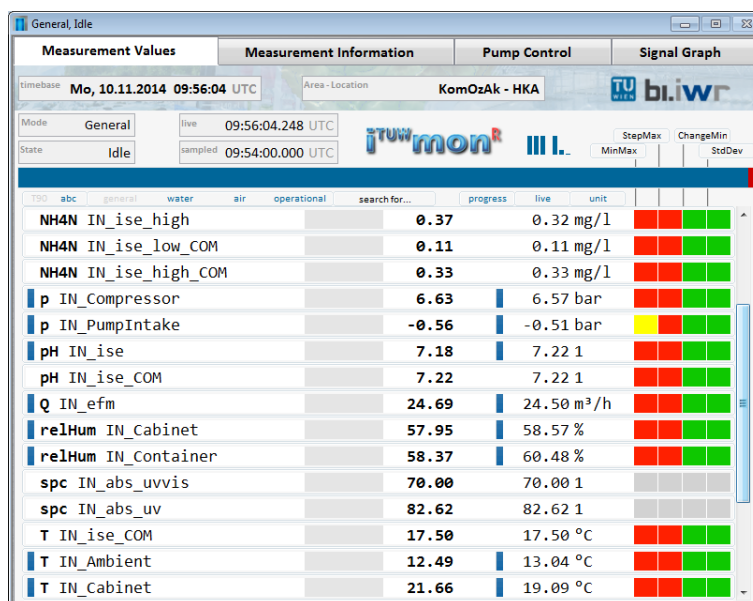 General, Idle
Measurement Values Measurement Information Pump Control Signal Graph
timebase Mo, 10.11.2014 09:56:04 UTC Area - Location KomOzAk - HKA TU WIEN bi.iwr
Mode General live 09:56:04.248 UTC iTUWmonR StepMax ChangeMin
State Idle sampled 09:54:00.000 UTC MinMax StdDev
T90 abc general water air operational search for... progress live unit
NH4N IN_ise_high 0.37 0.32 mg/l
NH4N IN_ise_low_COM 0.11 0.11 mg/l
NH4N IN_ise_high_COM 0.33 0.33 mg/l
p IN_Compressor 6.63 6.57 bar
p IN_PumpIntake -0.56 -0.51 bar
pH IN_ise 7.18 7.22 1
pH IN_ise_COM 7.22 7.22 1
Q IN_efm 24.69 24.50 m³/h
relHum IN_Cabinet 57.95 58.57 %
relHum IN_Container 58.37 60.48 %
spc IN_abs_uvvis 70.00 70.00 1
spc IN_abs_uv 82.62 82.62 1
T IN_ise_COM 17.50 17.50 °C
T IN_Ambient 12.49 13.04 °C
T IN_Cabinet 21.66 19.09 °C